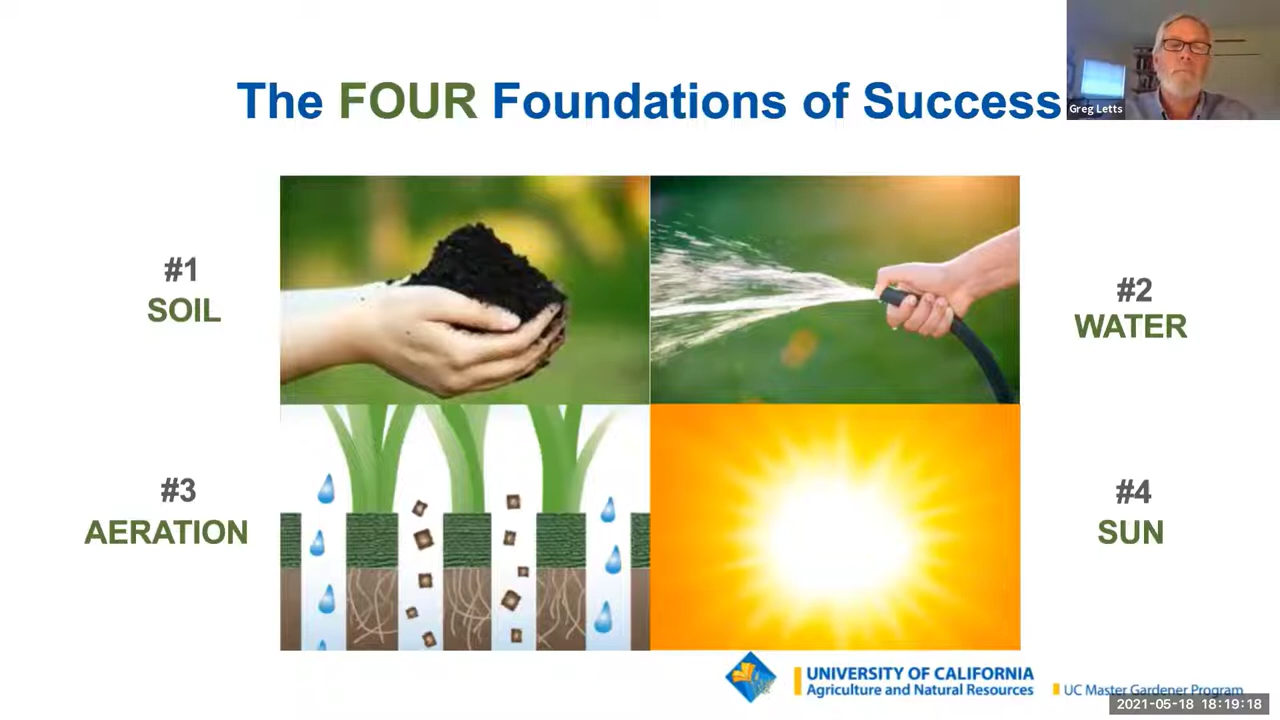 The FOUR Foundations of Success
Greg Letts
#1
SOIL
#2
WATER
#3
AERATION
#4
SUN
UNIVERSITY OF CALIFORNIA
Agriculture and Natural Resources
UC Master Gardener Program
2021-05-18 18:19:18